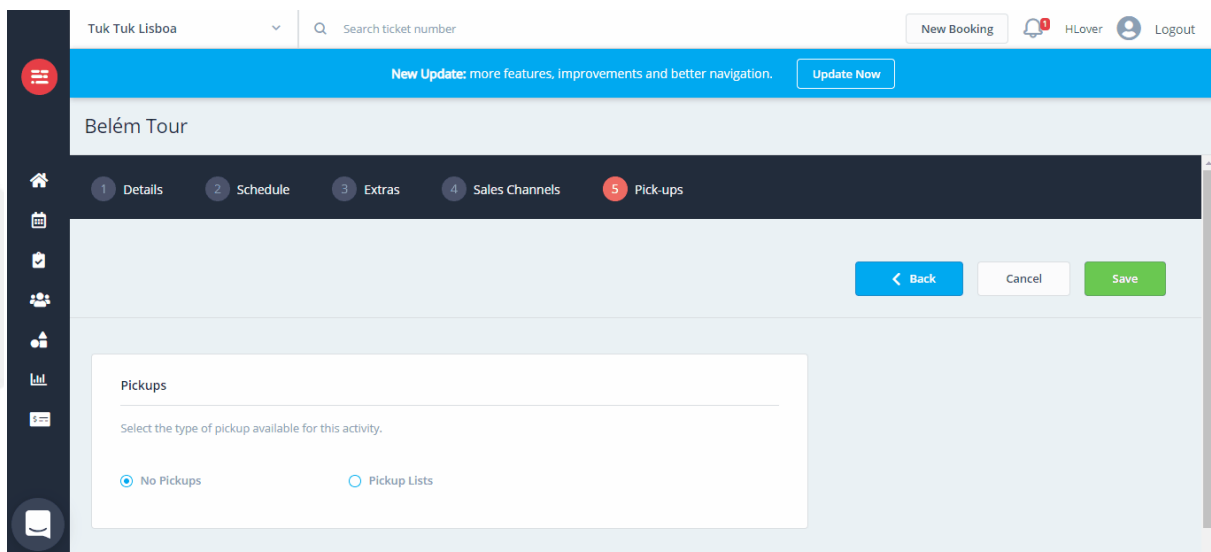 Tuk Tuk Lisboa
Search ticket number
New Booking
1
HLover
Logout
New Update: more features, improvements and better navigation.
Update Now
Belém Tour
1 Details
2 Schedule
3 Extras
4 Sales Channels
5 Pick-ups
Back
Cancel
Save
Pickups
Select the type of pickup available for this activity.
No Pickups
Pickup Lists